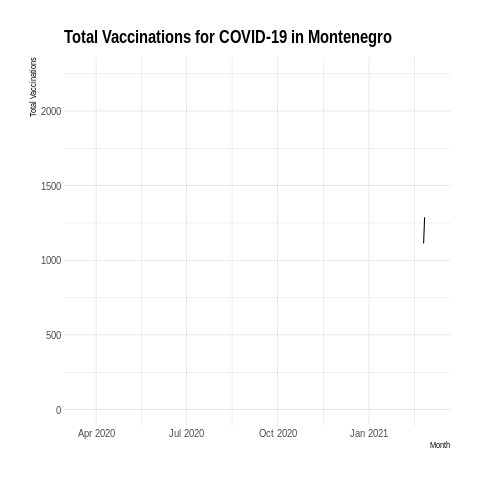 Total Vaccinations for COVID-19 in Montenegro
Total Vaccinations
2000
1500
1000
500
0
Apr 2020 Jul 2020 Oct 2020 Jan 2021
Month